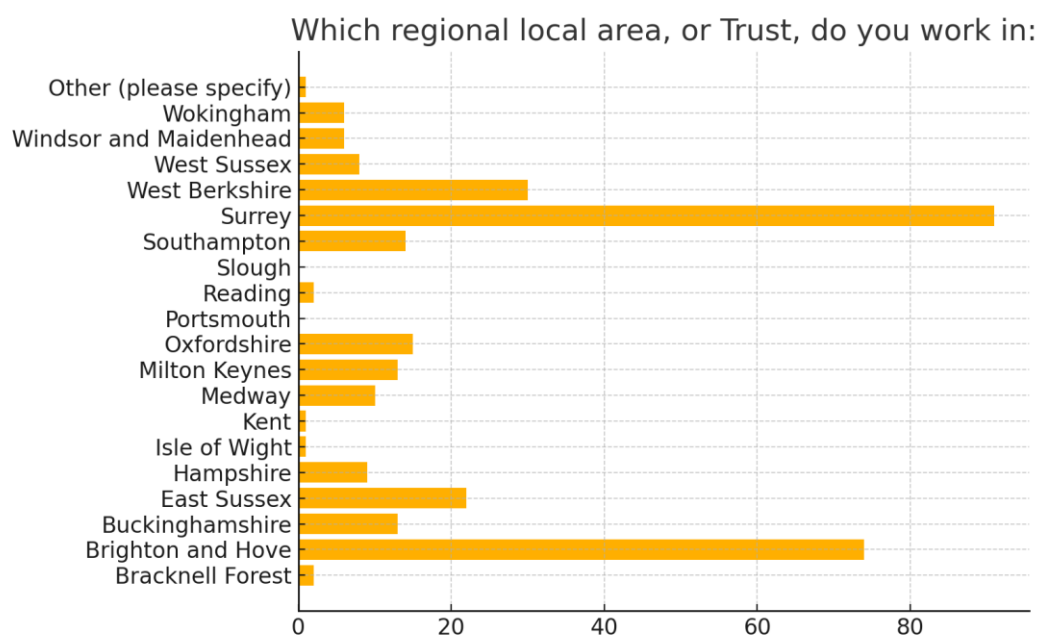 Which regional local area, or Trust, do you work in:
Other (please specify)
Wokingham
Windsor and Maidenhead
West Sussex
West Berkshire
Surrey
Southampton
Slough
Reading
Portsmouth
Oxfordshire
Milton Keynes
Medway
Kent
Isle of Wight
Hampshire
East Sussex
Buckinghamshire
Brighton and Hove
Bracknell Forest
0 20 40 60 80